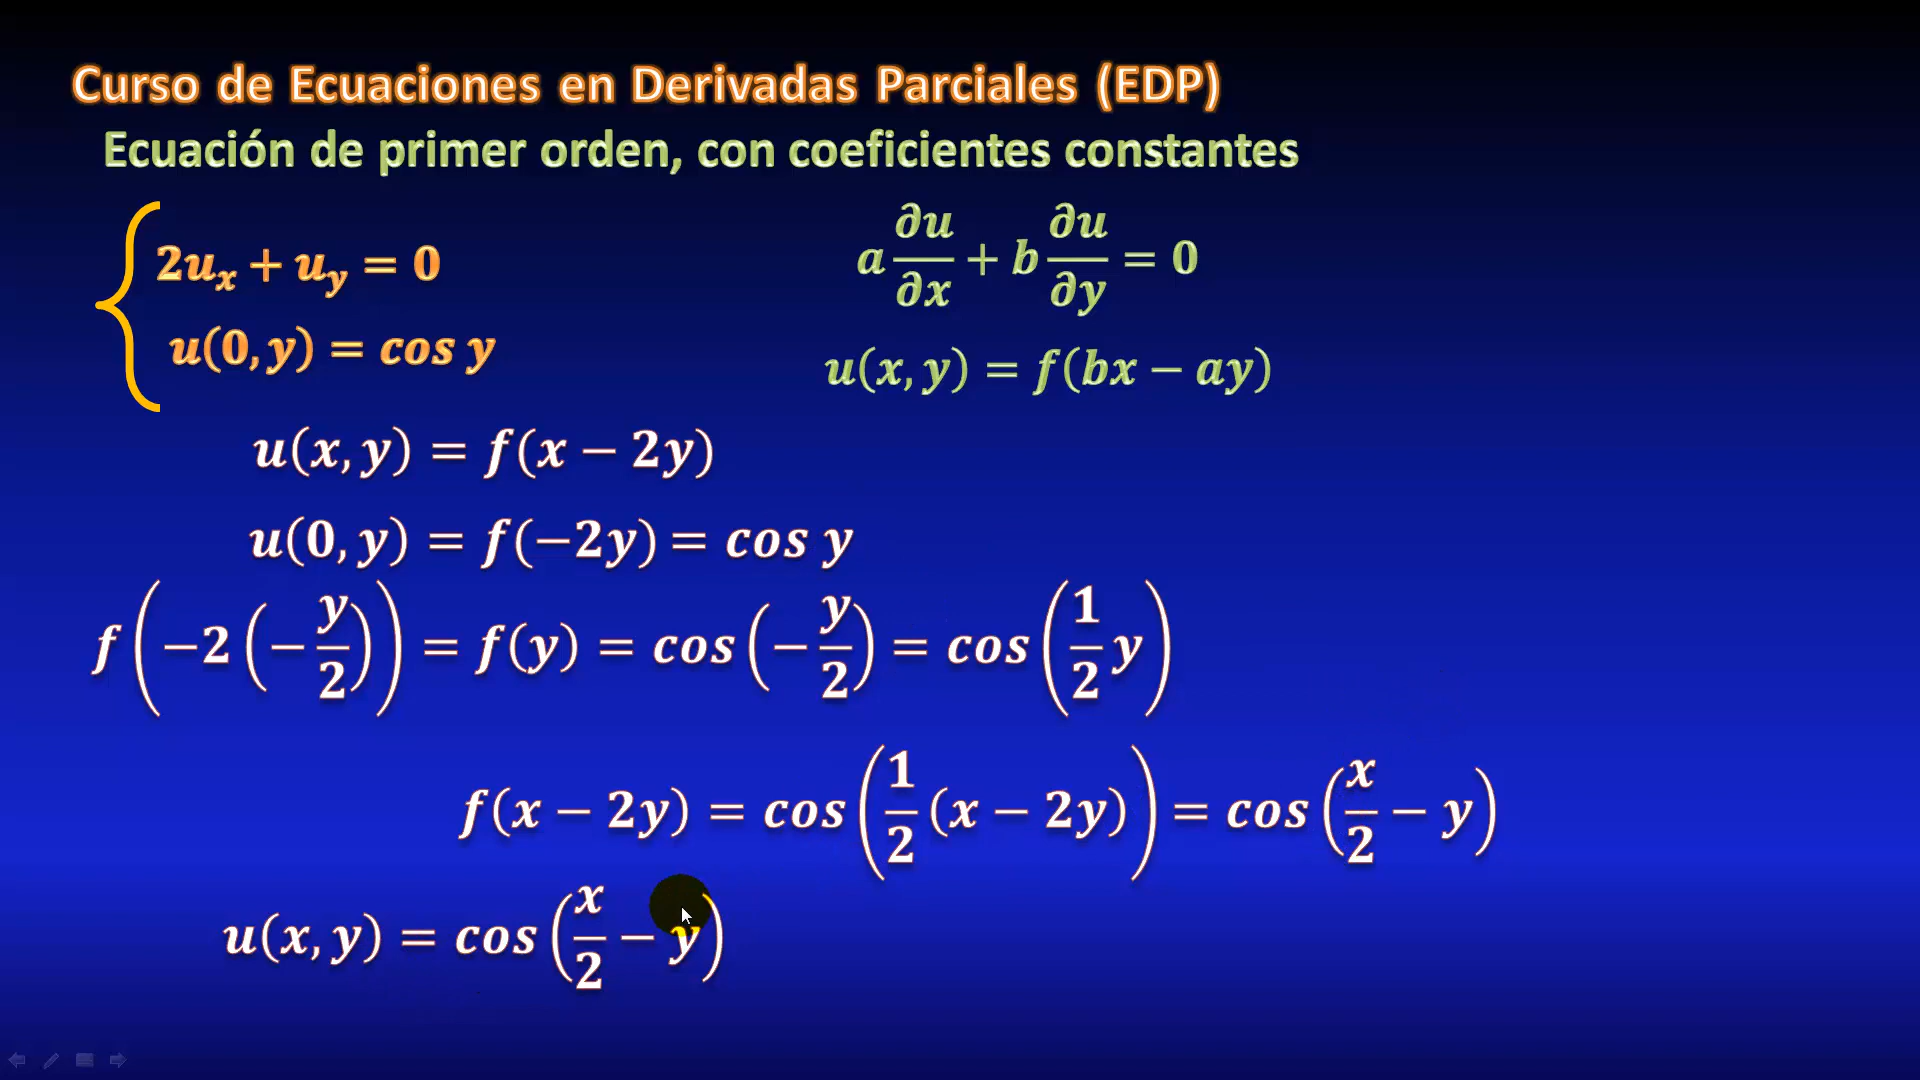 Curso de Ecuaciones en Derivadas Parciales (EDP)
Ecuación de primer orden, con coeficientes constantes
2uₓ + u_y = 0
u(0, y) = cos y
a ∂u/∂x + b ∂u/∂y = 0
u(x, y) = f(bx − ay)
u(x, y) = f(x − 2y)
u(0, y) = f(−2y) = cos y
f(−2(−y/2)) = f(y) = cos(−y/2) = cos(1/2 y)
f(x − 2y) = cos(1/2 (x − 2y)) = cos(x/2 − y)
u(x, y) = cos(x/2 − y)